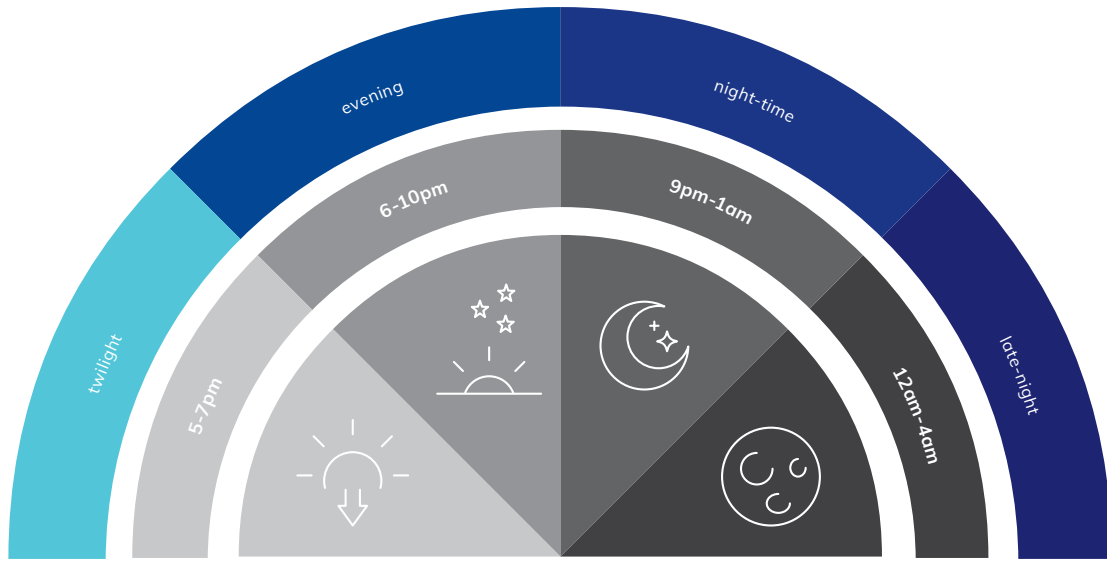 twilight
evening
night-time
late-night
5-7pm
6-10pm
9pm-1am
12am-4am